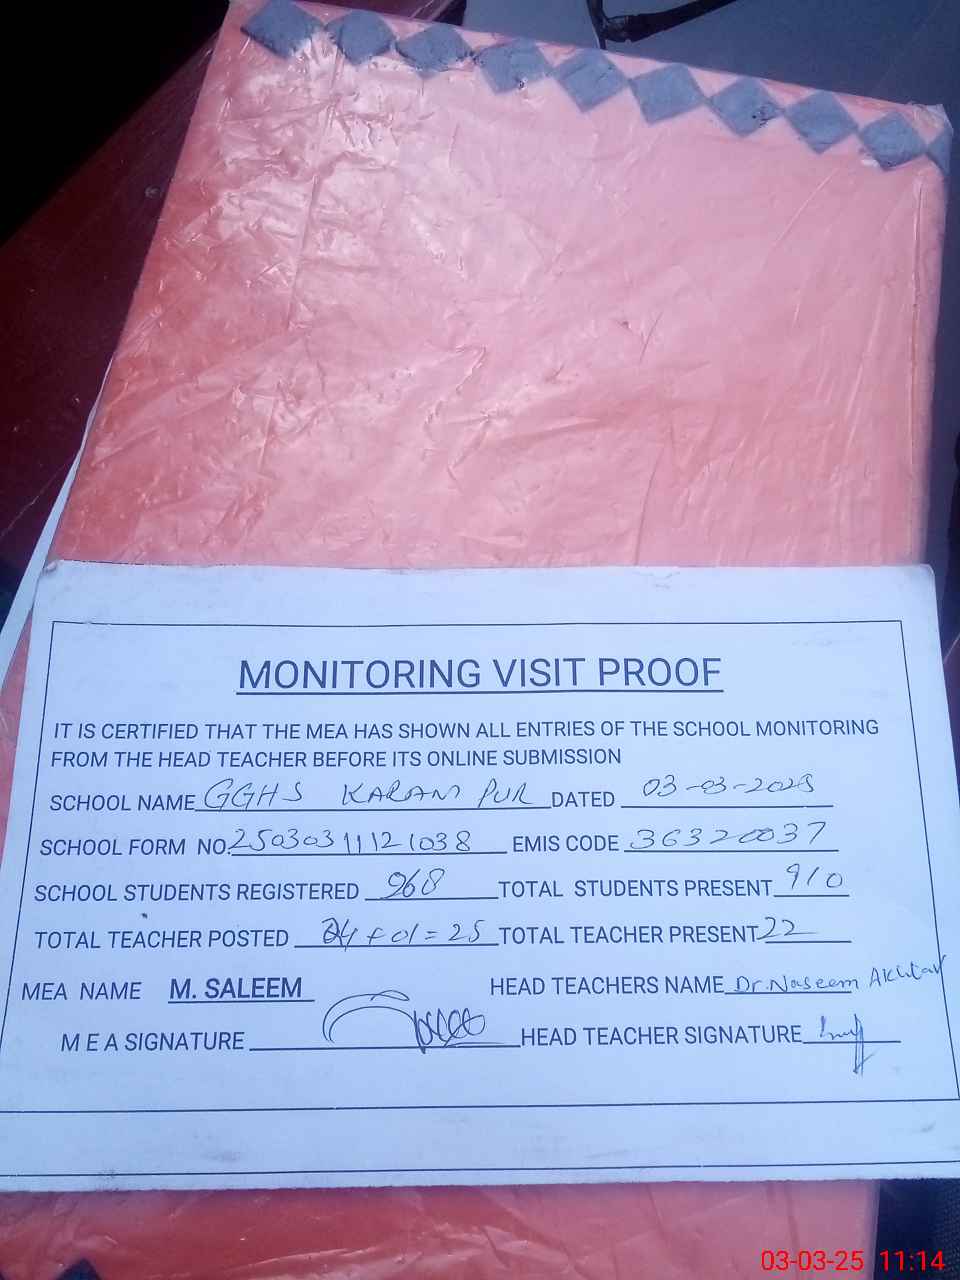 MONITORING VISIT PROOF
IT IS CERTIFIED THAT THE MEA HAS SHOWN ALL ENTRIES OF THE SCHOOL MONITORING
FROM THE HEAD TEACHER BEFORE ITS ONLINE SUBMISSION
SCHOOL NAME GGHS KARAM PUR DATED 03-03-2025
SCHOOL FORM NO. 25030311121038 EMIS CODE 36320037
SCHOOL STUDENTS REGISTERED 968 TOTAL STUDENTS PRESENT 910
TOTAL TEACHER POSTED 24+01=25 TOTAL TEACHER PRESENT 22
MEA NAME M. SALEEM HEAD TEACHERS NAME Dr. Naseem Akhtar
M E A SIGNATURE HEAD TEACHER SIGNATURE
03-03-25 11:14